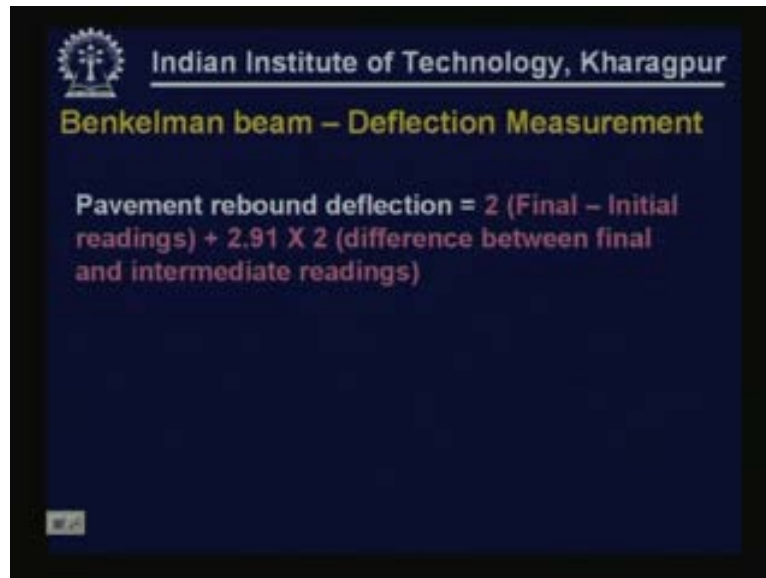 Indian Institute of Technology, Kharagpur
Benkelman beam – Deflection Measurement
Pavement rebound deflection = 2 (Final – Initial
readings) + 2.91 X 2 (difference between final
and intermediate readings)